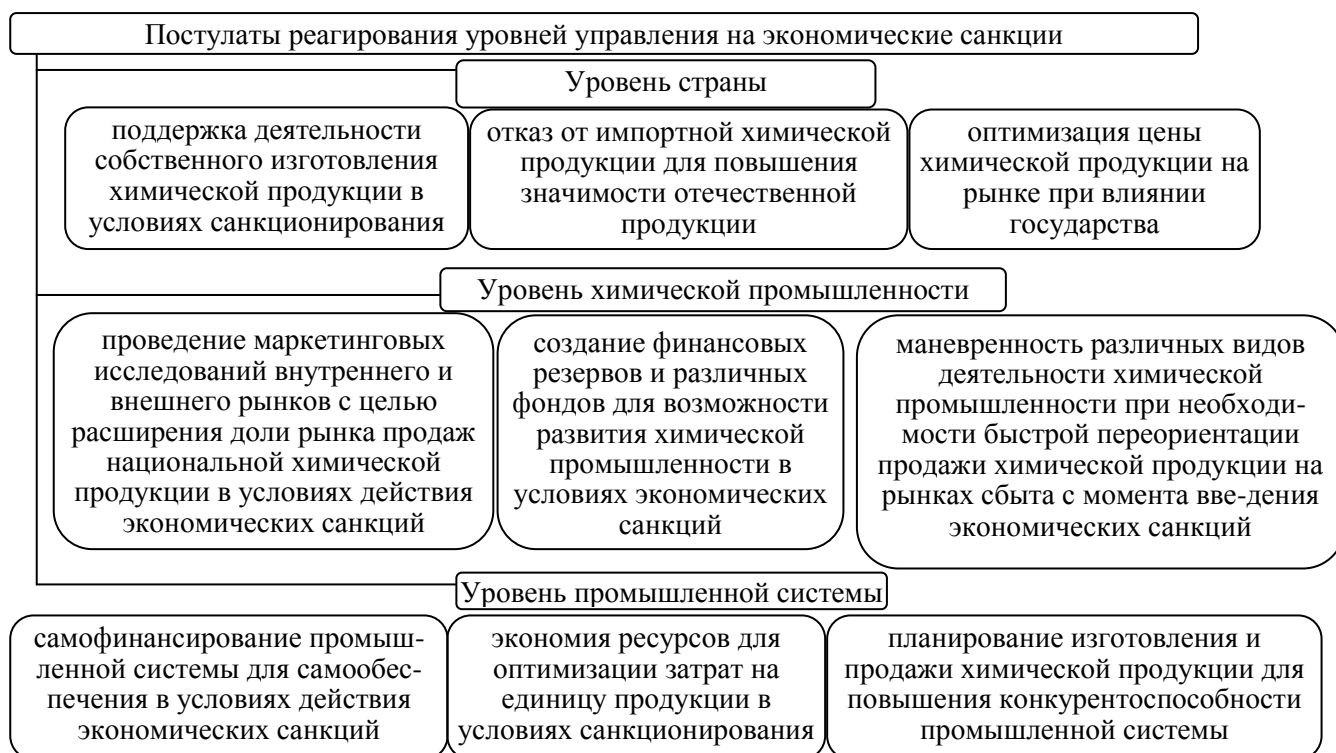 Постулаты реагирования уровней управления на экономические санкции
Уровень страны
поддержка деятельности
собственного изготовления
химической продукции в
условиях санкционирования
отказ от импортной химической
продукции для повышения
значимости отечественной
продукции
оптимизация цены
химической продукции на
рынке при влиянии
государства
Уровень химической промышленности
проведение маркетинговых
исследований внутреннего и
внешнего рынков с целью
расширения доли рынка продаж
национальной химической
продукции в условиях действия
экономических санкций
создание финансовых
резервов и различных
фондов для возможности
развития химической
промышленности в
условиях экономических
санкций
маневренность различных видов
деятельности химической
промышленности при необходи-
мости быстрой переориентации
продажи химической продукции на
рынках сбыта с момента вве-дения
экономических санкций
Уровень промышленной системы
самофинансирование промыш-
ленной системы для самообес-
печения в условиях действия
экономических санкций
экономия ресурсов для
оптимизации затрат на
единицу продукции в
условиях санкционирования
планирование изготовления и
продажи химической продукции для
повышения конкурентоспособности
промышленной системы